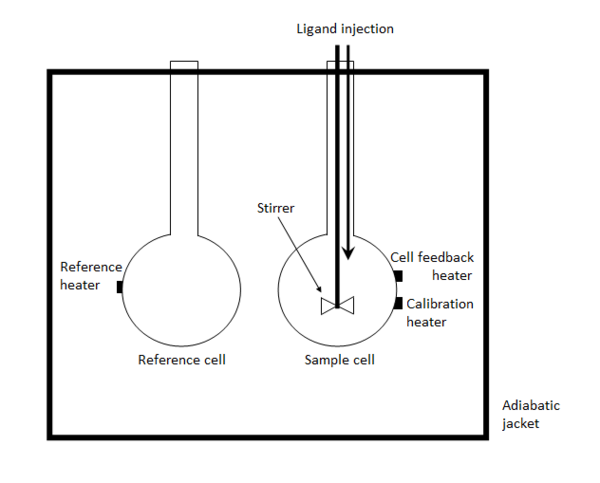 Ligand injection
Stirrer
Reference
heater
Cell feedback
heater
Calibration
heater
Reference cell
Sample cell
Adiabatic
jacket